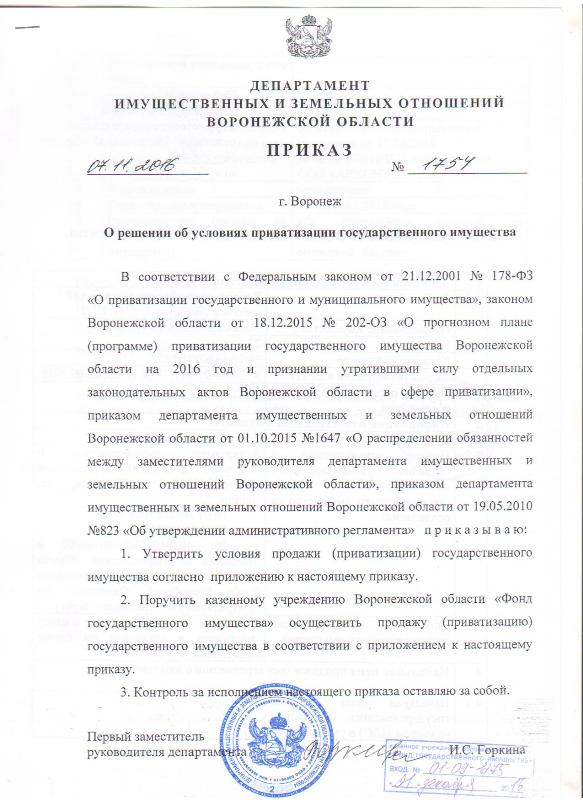 ДЕПАРТАМЕНТ
ИМУЩЕСТВЕННЫХ И ЗЕМЕЛЬНЫХ ОТНОШЕНИЙ
ВОРОНЕЖСКОЙ ОБЛАСТИ
ПРИКАЗ
07.11.2016 № 1754
г. Воронеж
О решении об условиях приватизации государственного имущества
В соответствии с Федеральным законом от 21.12.2001 № 178-ФЗ
«О приватизации государственного и муниципального имущества», законом
Воронежской области от 18.12.2015 № 202-ОЗ «О прогнозном плане
(программе) приватизации государственного имущества Воронежской
области на 2016 год и признании утратившими силу отдельных
законодательных актов Воронежской области в сфере приватизации»,
приказом департамента имущественных и земельных отношений
Воронежской области от 01.10.2015 №1647 «О распределении обязанностей
между заместителями руководителя департамента имущественных и
земельных отношений Воронежской области», приказом департамента
имущественных и земельных отношений Воронежской области от 19.05.2010
№823 «Об утверждении административного регламента» п р и к а з ы в а ю:
1. Утвердить условия продажи (приватизации) государственного
имущества согласно приложению к настоящему приказу.
2. Поручить казенному учреждению Воронежской области «Фонд
государственного имущества» осуществить продажу (приватизацию)
государственного имущества в соответствии с приложением к настоящему
приказу.
3. Контроль за исполнением настоящего приказа оставляю за собой.
Первый заместитель
руководителя департамента И.С. Горкина
государственного имущества»
ВХОД. №
декабря
2